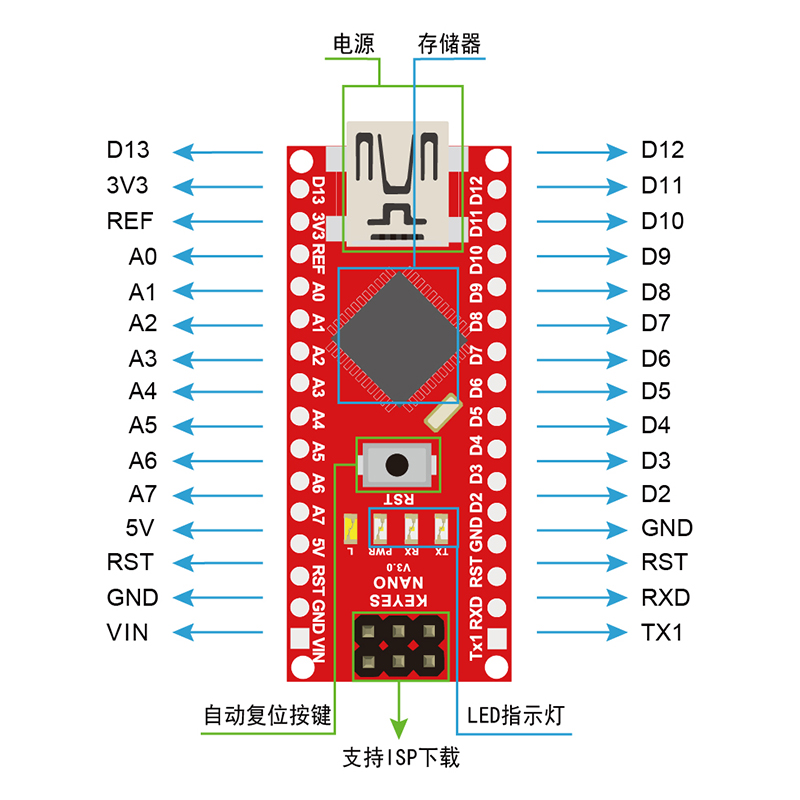 电源
存储器
D13
3V3
REF
A0
A1
A2
A3
A4
A5
A6
A7
5V
RST
GND
VIN
D13
3V3
REF
A0
A1
A2
A3
A4
A5
A6
A7
5V
RST
GND
VIN
D12
D11
D10
D9
D8
D7
D6
D5
D4
D3
D2
GND
RST
RXD
Tx1
D12
D11
D10
D9
D8
D7
D6
D5
D4
D3
D2
GND
RST
RXD
TX1
RST
L PWR RX TX
V3.0
NANO
KEYES
自动复位按键
LED指示灯
支持ISP下载